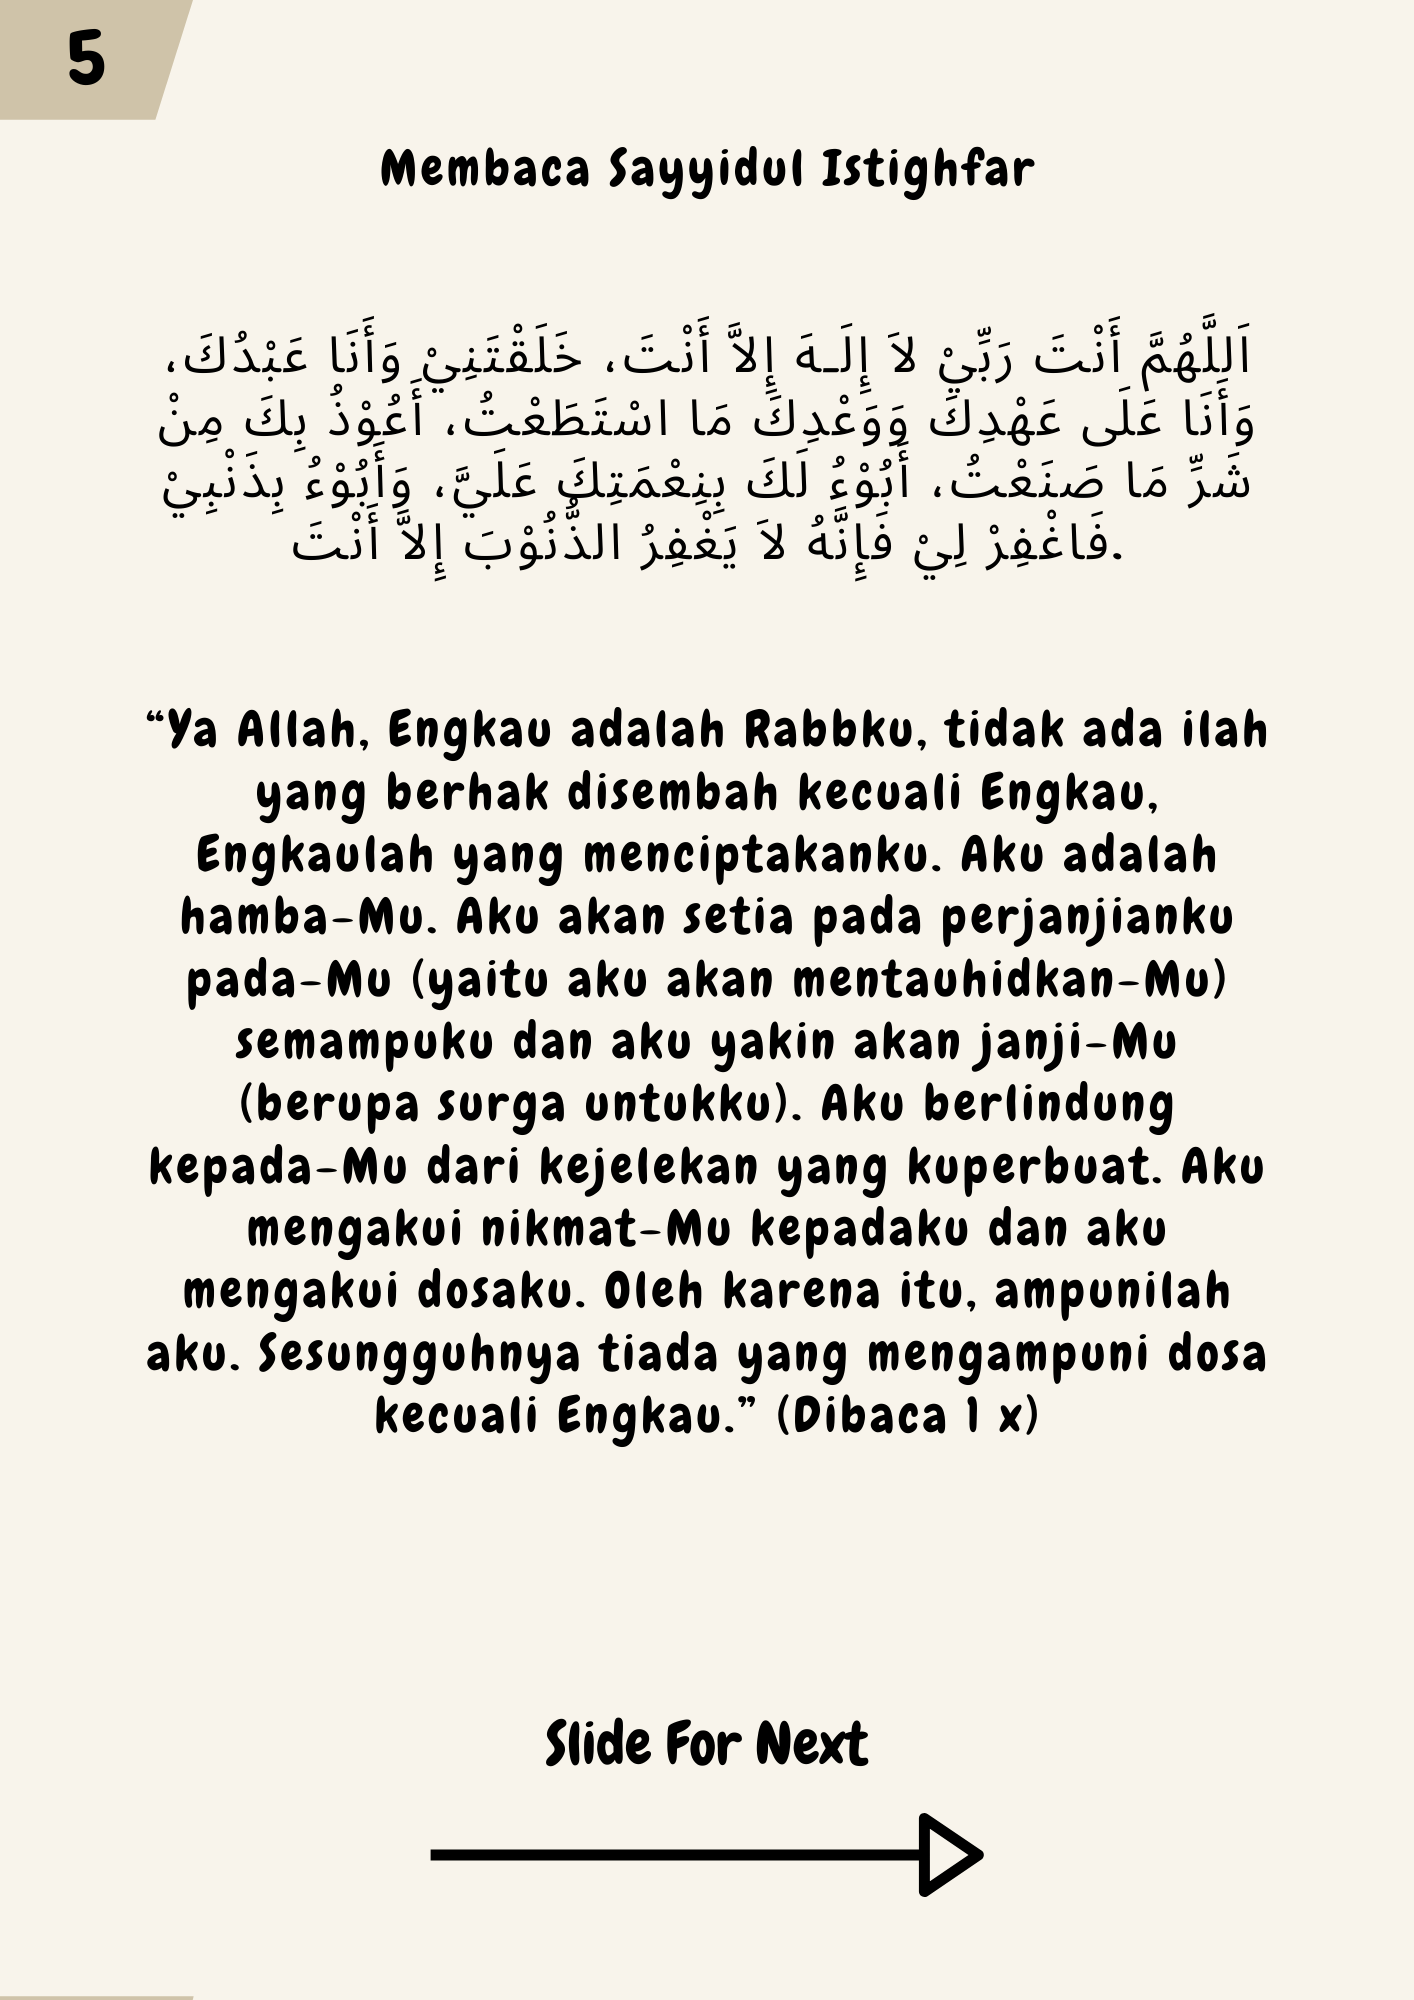 5
Membaca Sayyidul Istighfar
اَللَّهُمَّ أَنْتَ رَبِّيْ لاَ إِلَـهَ إِلاَّ أَنْتَ، خَلَقْتَنِيْ وَأَنَا عَبْدُكَ،
وَأَنَا عَلَى عَهْدِكَ وَوَعْدِكَ مَا اسْتَطَعْتُ، أَعُوْذُ بِكَ مِنْ
شَرِّ مَا صَنَعْتُ، أَبُوْءُ لَكَ بِنِعْمَتِكَ عَلَيَّ، وَأَبُوْءُ بِذَنْبِيْ
فَاغْفِرْ لِيْ فَإِنَّهُ لاَ يَغْفِرُ الذُّنُوْبَ إِلاَّ أَنْتَ.
“Ya Allah, Engkau adalah Rabbku, tidak ada ilah
yang berhak disembah kecuali Engkau,
Engkaulah yang menciptakanku. Aku adalah
hamba-Mu. Aku akan setia pada perjanjianku
pada-Mu (yaitu aku akan mentauhidkan-Mu)
semampuku dan aku yakin akan janji-Mu
(berupa surga untukku). Aku berlindung
kepada-Mu dari kejelekan yang kuperbuat. Aku
mengakui nikmat-Mu kepadaku dan aku
mengakui dosaku. Oleh karena itu, ampunilah
aku. Sesungguhnya tiada yang mengampuni dosa
kecuali Engkau.” (Dibaca 1 x)
Slide For Next